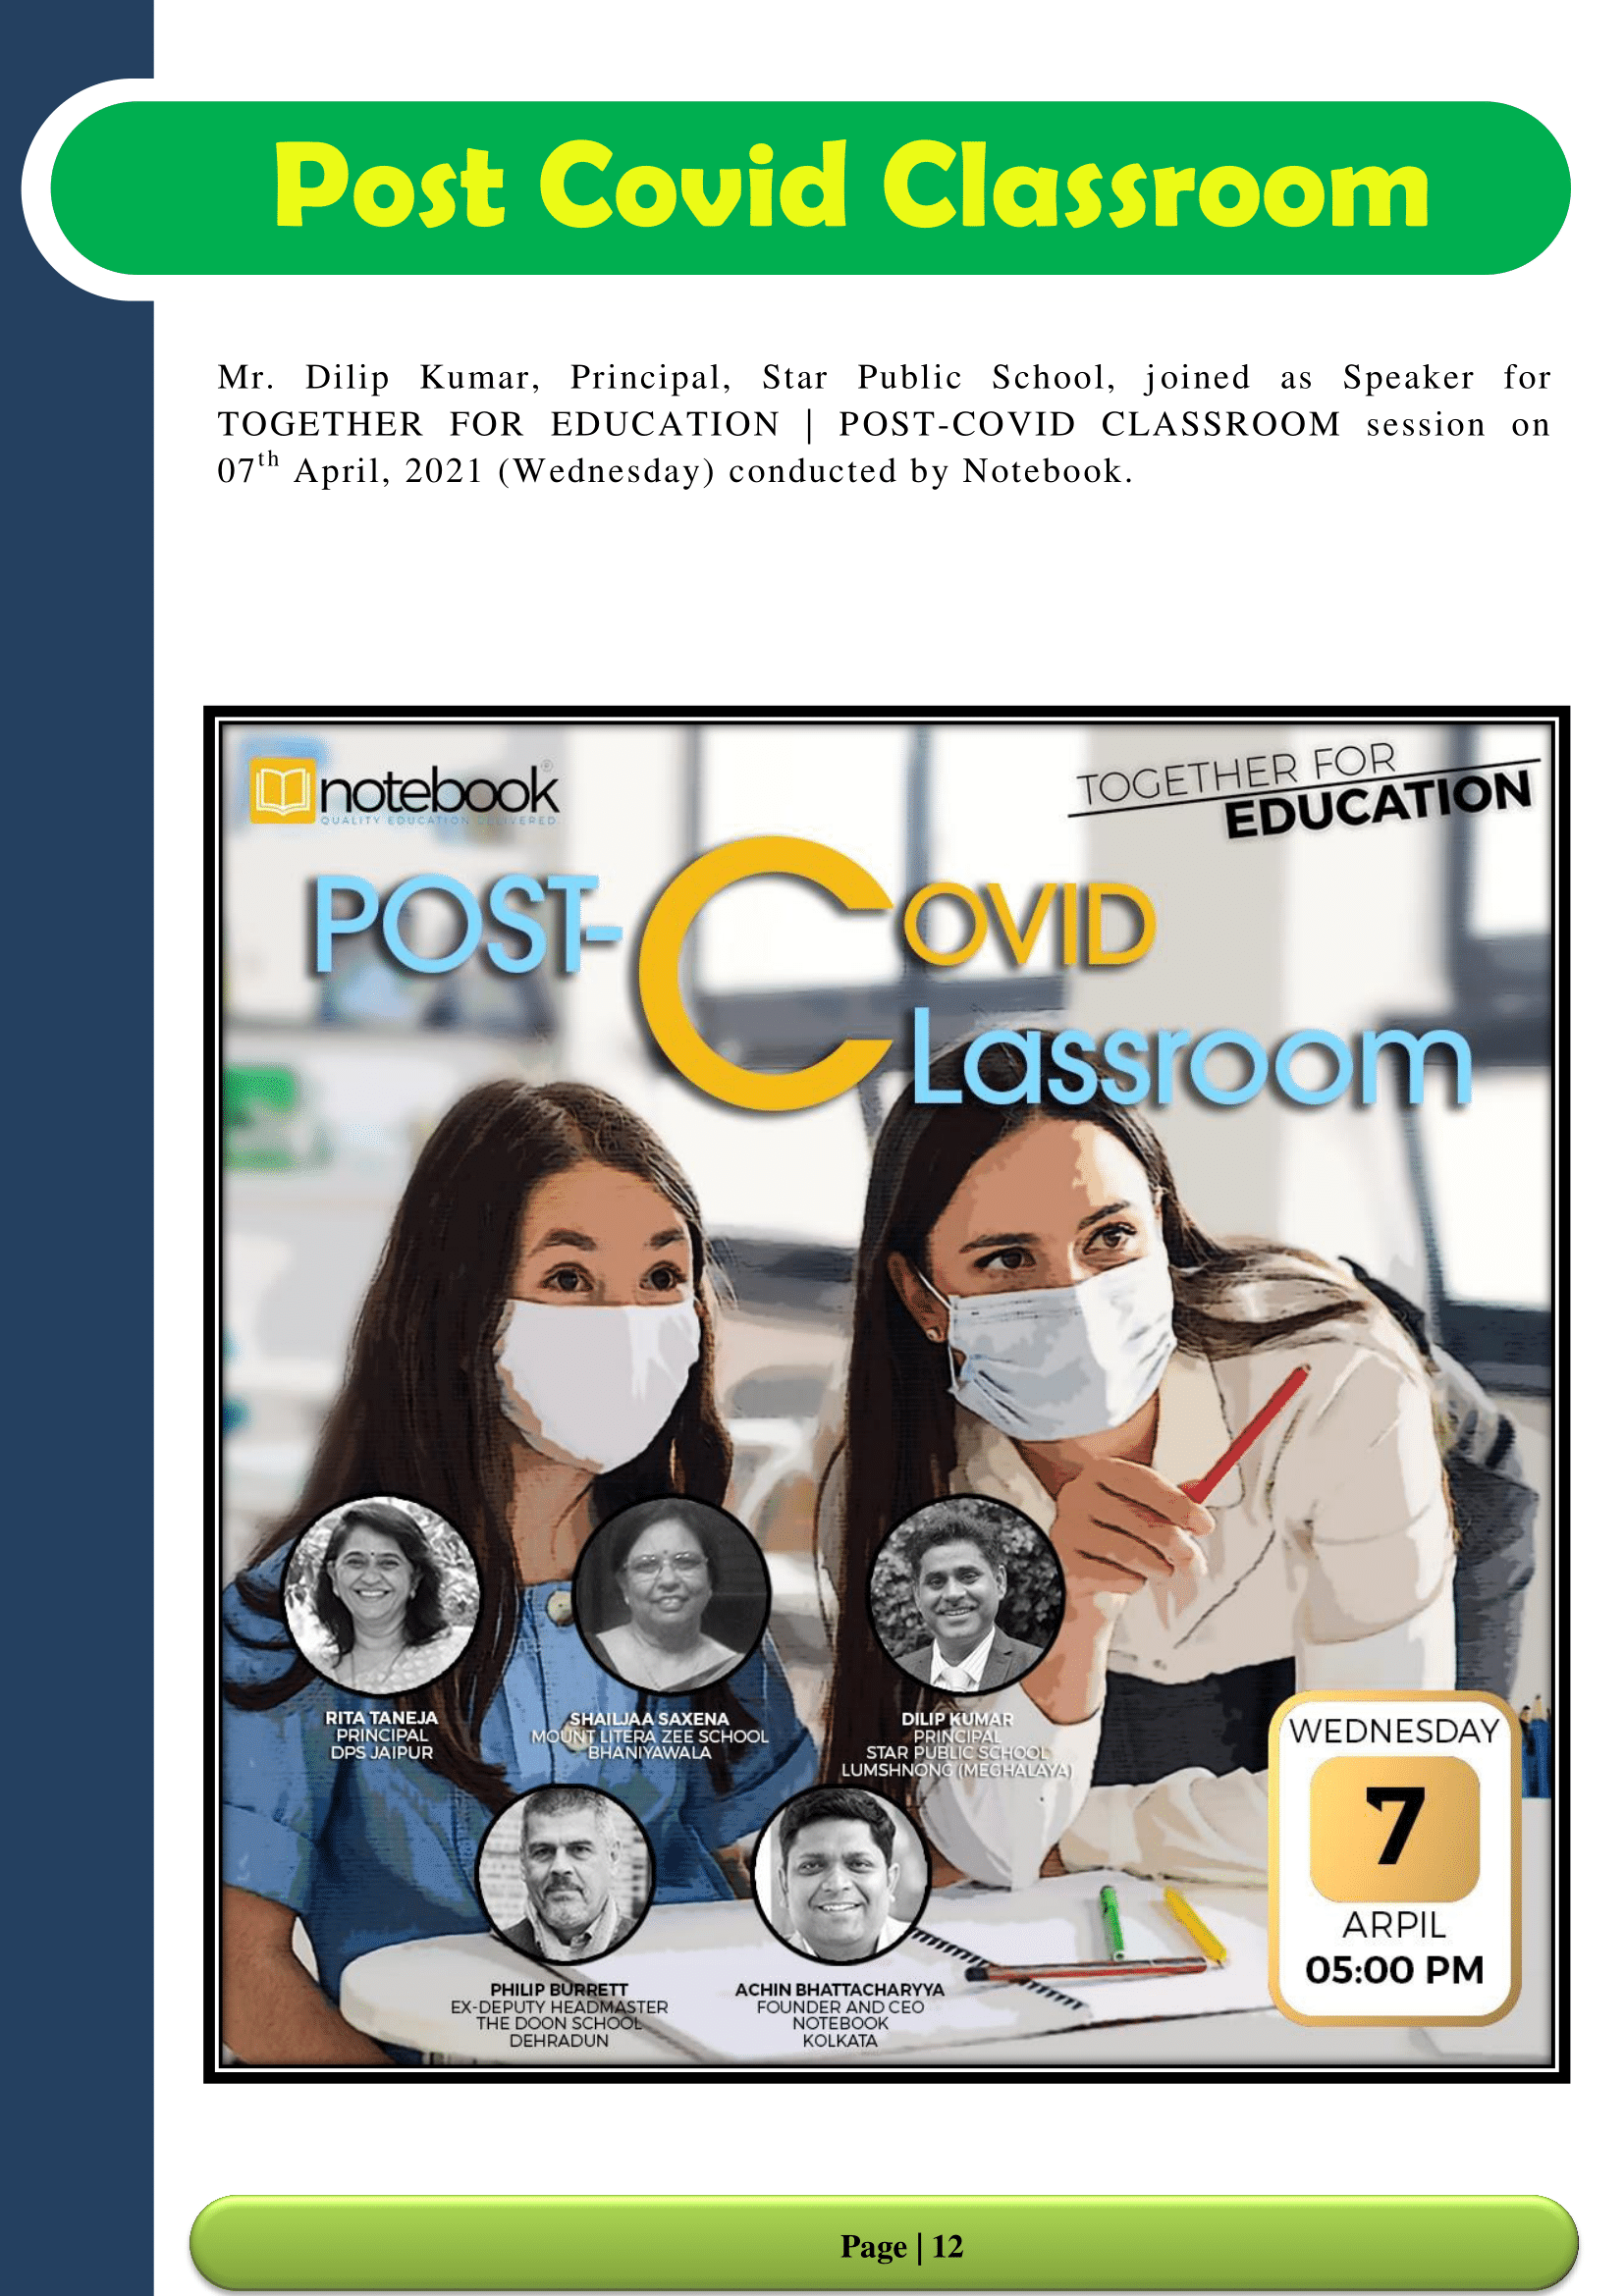 Post Covid Classroom
Mr. Dilip Kumar, Principal, Star Public School, joined as Speaker for
TOGETHER FOR EDUCATION | POST-COVID CLASSROOM session on
07th April, 2021 (Wednesday) conducted by Notebook.
notebook®
QUALITY EDUCATION DELIVERED
TOGETHER FOR
EDUCATION
POST-COVID
Lassroom
RITA TANEJA
PRINCIPAL
DPS JAIPUR
SHAILJAA SAXENA
MOUNT LITERA ZEE SCHOOL
BHANIYAWALA
DILIP KUMAR
PRINCIPAL
STAR PUBLIC SCHOOL
LUMSHNONG (MEGHALAYA)
PHILIP BURRETT
EX-DEPUTY HEADMASTER
THE DOON SCHOOL
DEHRADUN
ACHIN BHATTACHARYYA
FOUNDER AND CEO
NOTEBOOK
KOLKATA
WEDNESDAY
7
ARPIL
05:00 PM
Page | 12